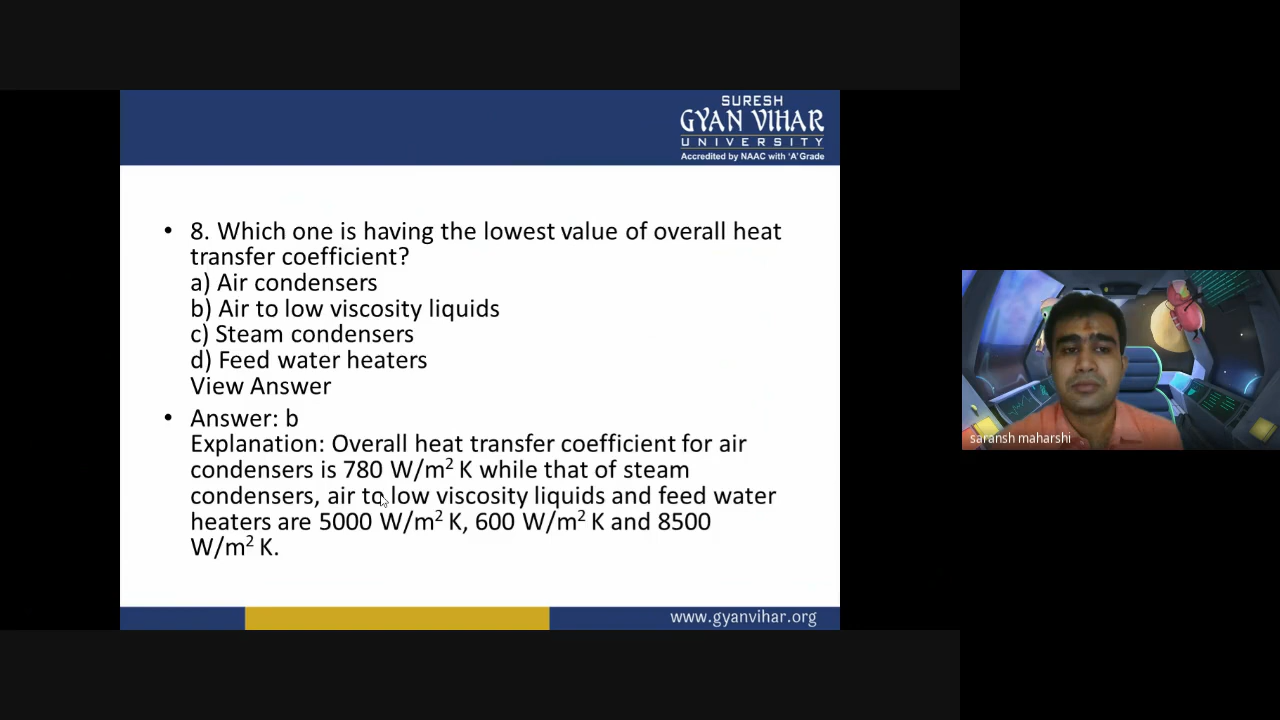 SURESH
GYAN VIHAR
UNIVERSITY
Accredited by NAAC with 'A' Grade
• 8. Which one is having the lowest value of overall heat
transfer coefficient?
a) Air condensers
b) Air to low viscosity liquids
c) Steam condensers
d) Feed water heaters
View Answer
• Answer: b
Explanation: Overall heat transfer coefficient for air
condensers is 780 W/m² K while that of steam
condensers, air to low viscosity liquids and feed water
heaters are 5000 W/m² K, 600 W/m² K and 8500
W/m² K.
www.gyanvihar.org
saransh maharshi